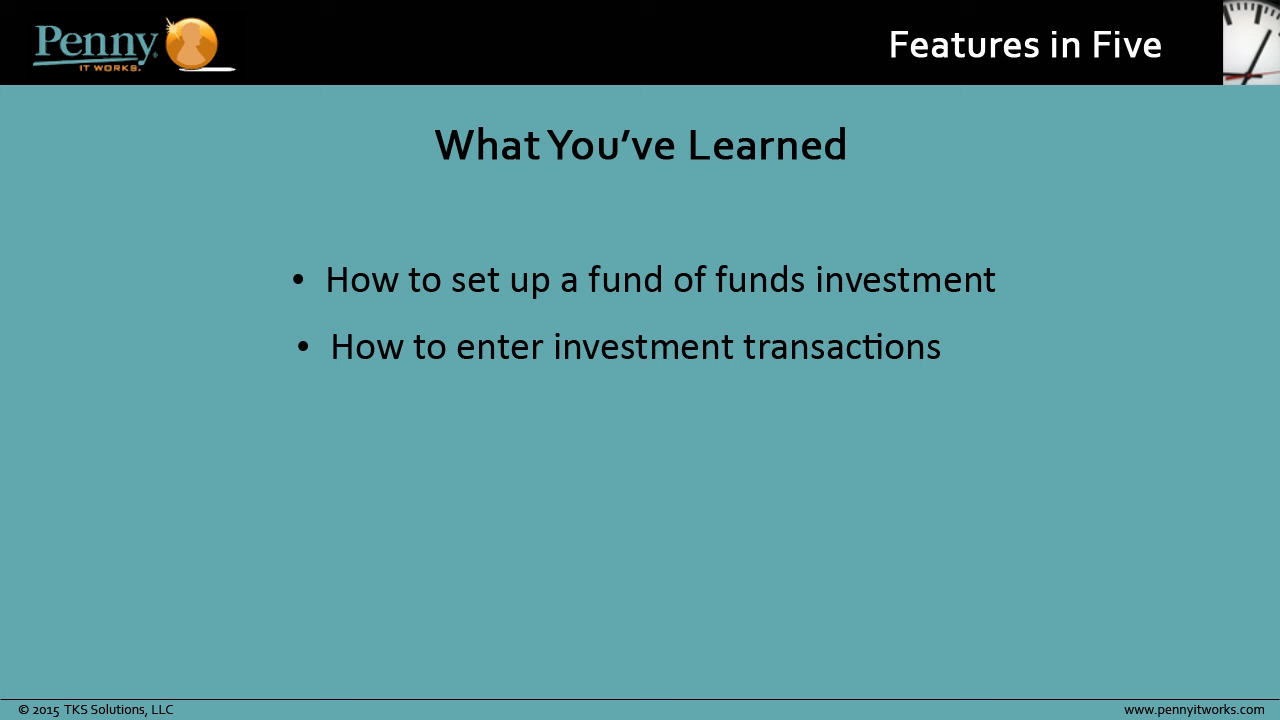 Penny®
IT WORKS.
Features in Five
What You’ve Learned
• How to set up a fund of funds investment
• How to enter investment transactions
© 2015 TKS Solutions, LLC
www.pennyitworks.com